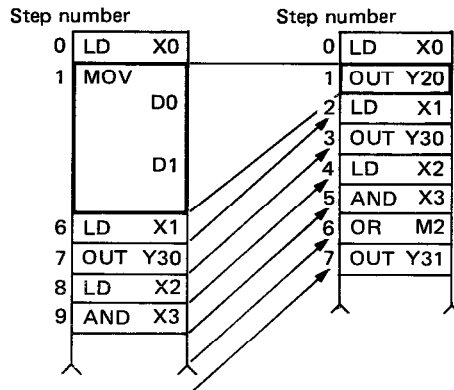 Step number
0 LD X0
1 MOV
D0
D1
6 LD X1
7 OUT Y30
8 LD X2
9 AND X3
Step number
0 LD X0
1 OUT Y20
2 LD X1
3 OUT Y30
4 LD X2
5 AND X3
6 OR M2
7 OUT Y31